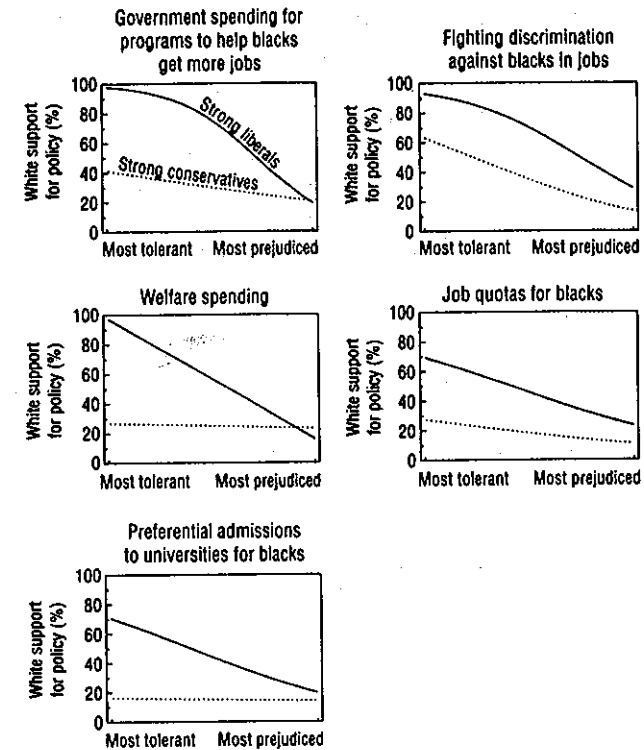 Government spending for
programs to help blacks
get more jobs
White support
for policy (%)
100
80
60
40
20
0
Strong liberals
Strong conservatives
Most tolerant Most prejudiced
Fighting discrimination
against blacks in jobs
White support
for policy (%)
100
80
60
40
20
0
Most tolerant Most prejudiced
Welfare spending
White support
for policy (%)
100
80
60
40
20
0
Most tolerant Most prejudiced
Job quotas for blacks
White support
for policy (%)
100
80
60
40
20
0
Most tolerant Most prejudiced
Preferential admissions
to universities for blacks
White support
for policy (%)
100
80
60
40
20
0
Most tolerant Most prejudiced